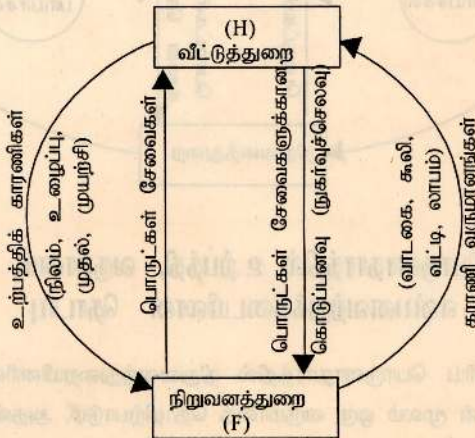 (H)
வீட்டுத்துறை
உற்பத்திக் காரணிகள்
(நிலம், உழைப்பு,
முதல், முயற்சி)
பொருட்கள் சேவைகள்
பொருட்கள் சேவைகளுக்கான
கொடுப்பனவு (நுகர்வுச்செலவு)
(வாடகை, கூலி,
வட்டி, லாபம்)
காரணி வருமானங்கள்
நிறுவனத்துறை
(F)